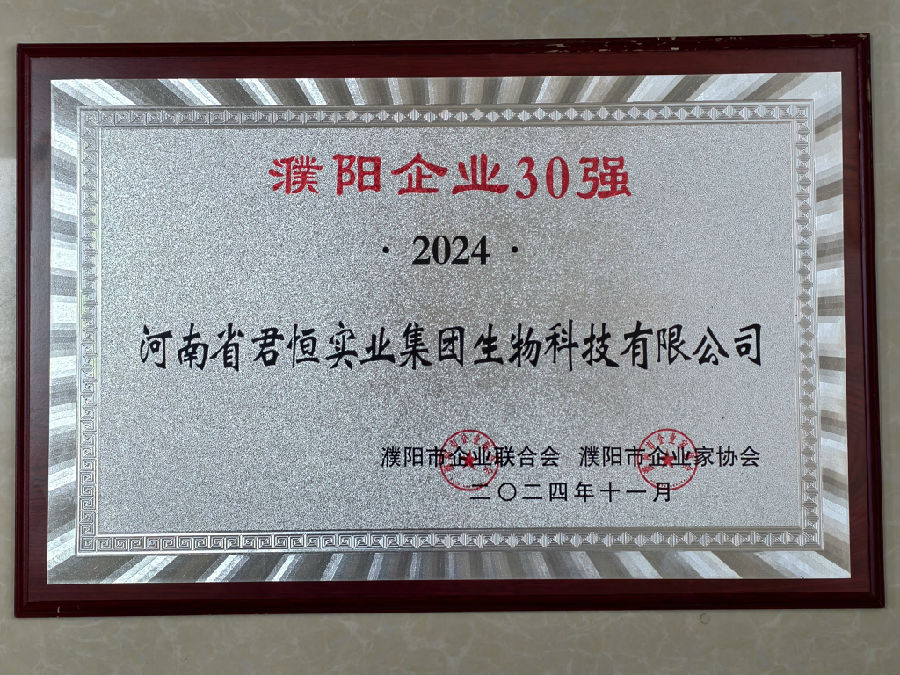 濮阳企业30强
· 2024 ·
河南省君恒实业集团生物科技有限公司
濮阳市企业联合会 濮阳市企业家协会
二〇二四年十一月